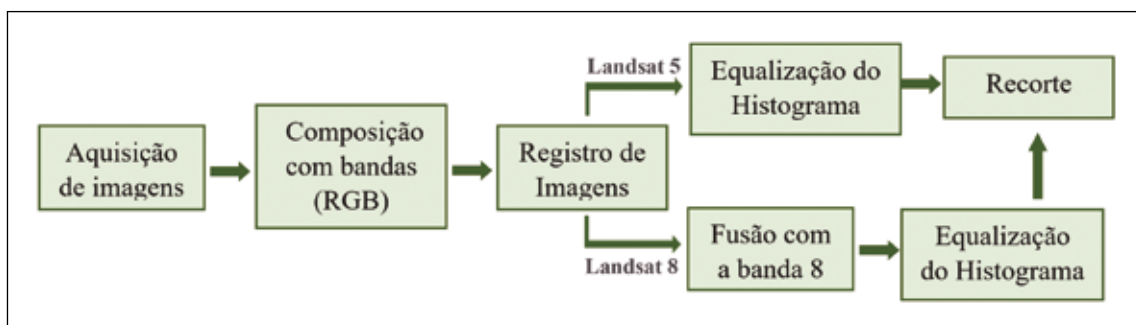 Aquisição
de imagens
Composição
com bandas
(RGB)
Registro de
Imagens
Landsat 5
Equalização do
Histograma
Recorte
Landsat 8
Fusão com
a banda 8
Equalização
do Histograma